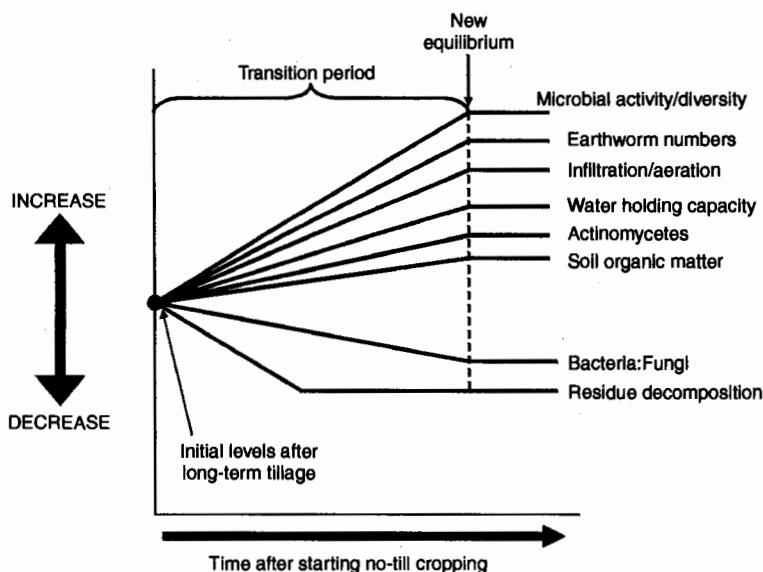 New
equilibrium
Transition period
Microbial activity/diversity
Earthworm numbers
Infiltration/aeration
INCREASE
Water holding capacity
Actinomycetes
Soil organic matter
Bacteria:Fungi
Residue decomposition
DECREASE
Initial levels after
long-term tillage
Time after starting no-till cropping